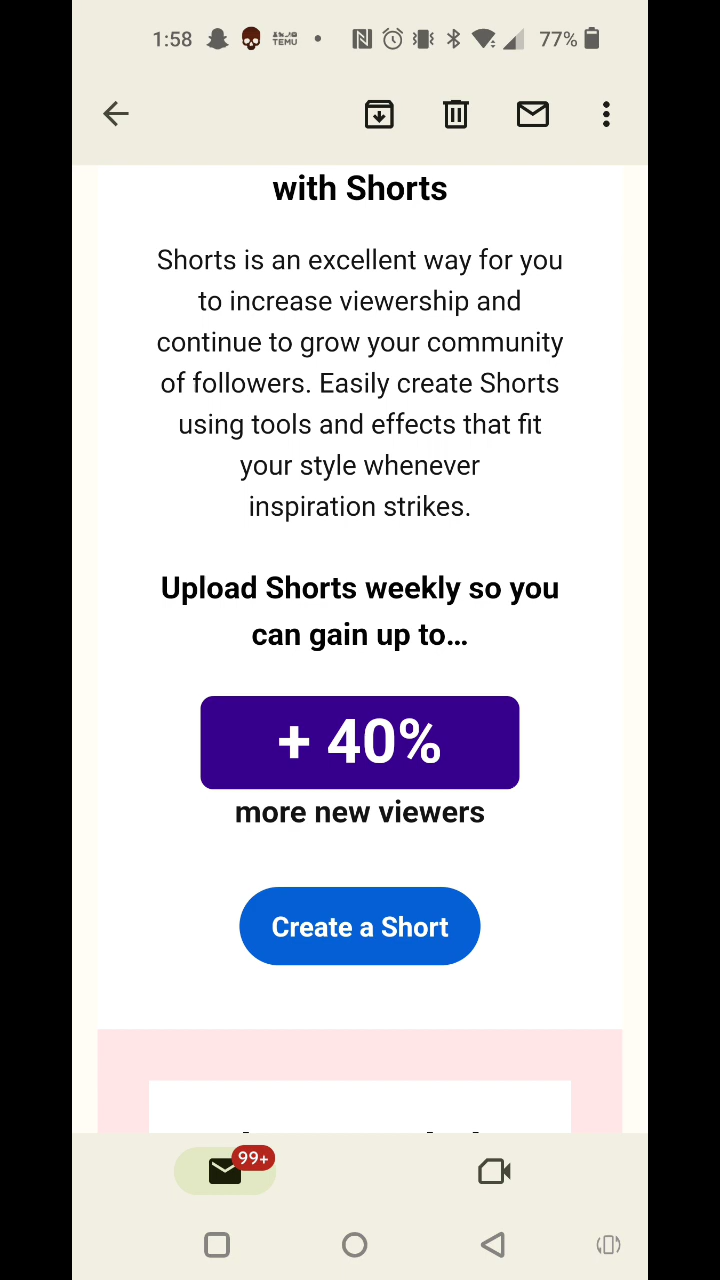 1:58 TEMU 77%
with Shorts
Shorts is an excellent way for you
to increase viewership and
continue to grow your community
of followers. Easily create Shorts
using tools and effects that fit
your style whenever
inspiration strikes.
Upload Shorts weekly so you
can gain up to...
+ 40%
more new viewers
Create a Short
99+